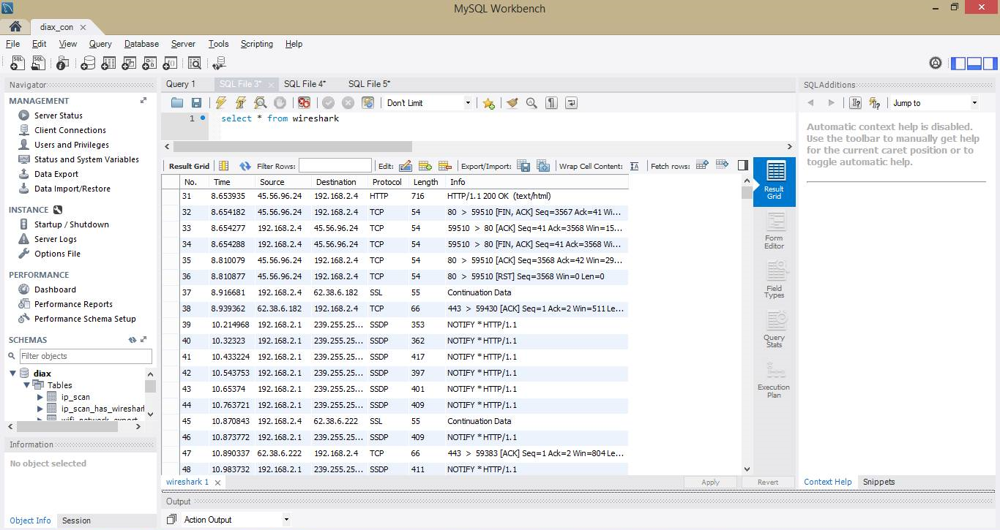 MySQL Workbench
diax_con
File Edit View Query Database Server Tools Scripting Help
Navigator
MANAGEMENT
Server Status
Client Connections
Users and Privileges
Status and System Variables
Data Export
Data Import/Restore
INSTANCE
Startup / Shutdown
Server Logs
Options File
PERFORMANCE
Dashboard
Performance Reports
Performance Schema Setup
SCHEMAS
Filter objects
diax
Tables
ip_scan
ip_scan_has_wireshar
wifi_network_export
Information
No object selected
Object Info Session
Query 1 SQL File 3* SQL File 4* SQL File 5*
Don't Limit
1 select * from wireshark
Result Grid Filter Rows: Edit: Export/Import: Wrap Cell Content: Fetch rows:
No. Time Source Destination Protocol Length Info
31 8.653935 45.56.96.24 192.168.2.4 HTTP 716 HTTP/1.1 200 OK (text/html)
32 8.654182 45.56.96.24 192.168.2.4 TCP 54 80 > 59510 [FIN, ACK] Seq=3567 Ack=41 Wi...
33 8.654277 192.168.2.4 45.56.96.24 TCP 54 59510 > 80 [ACK] Seq=41 Ack=3568 Win=15...
34 8.654288 192.168.2.4 45.56.96.24 TCP 54 59510 > 80 [FIN, ACK] Seq=41 Ack=3568 Wi...
35 8.810079 45.56.96.24 192.168.2.4 TCP 54 80 > 59510 [ACK] Seq=3568 Ack=42 Win=29...
36 8.810877 45.56.96.24 192.168.2.4 TCP 54 80 > 59510 [RST] Seq=3568 Win=0 Len=0
37 8.916681 192.168.2.4 62.38.6.182 SSL 55 Continuation Data
38 8.939362 62.38.6.182 192.168.2.4 TCP 66 443 > 59430 [ACK] Seq=1 Ack=2 Win=511 Le...
39 10.214968 192.168.2.1 239.255.25... SSDP 353 NOTIFY * HTTP/1.1
40 10.32323 192.168.2.1 239.255.25... SSDP 362 NOTIFY * HTTP/1.1
41 10.433224 192.168.2.1 239.255.25... SSDP 417 NOTIFY * HTTP/1.1
42 10.543753 192.168.2.1 239.255.25... SSDP 397 NOTIFY * HTTP/1.1
43 10.65374 192.168.2.1 239.255.25... SSDP 401 NOTIFY * HTTP/1.1
44 10.763721 192.168.2.1 239.255.25... SSDP 409 NOTIFY * HTTP/1.1
45 10.870843 192.168.2.4 62.38.6.222 SSL 55 Continuation Data
46 10.873772 192.168.2.1 239.255.25... SSDP 409 NOTIFY * HTTP/1.1
47 10.890337 62.38.6.222 192.168.2.4 TCP 66 443 > 59383 [ACK] Seq=1 Ack=2 Win=804 Le...
48 10.983732 192.168.2.1 239.255.25... SSDP 411 NOTIFY * HTTP/1.1
wireshark 1
Apply Revert
Output
Action Output
Result
Grid
Form
Editor
Field
Types
Query
Stats
Execution
Plan
SQLAdditions
Jump to
Automatic context help is disabled.
Use the toolbar to manually get help
for the current caret position or to
toggle automatic help.
Context Help Snippets